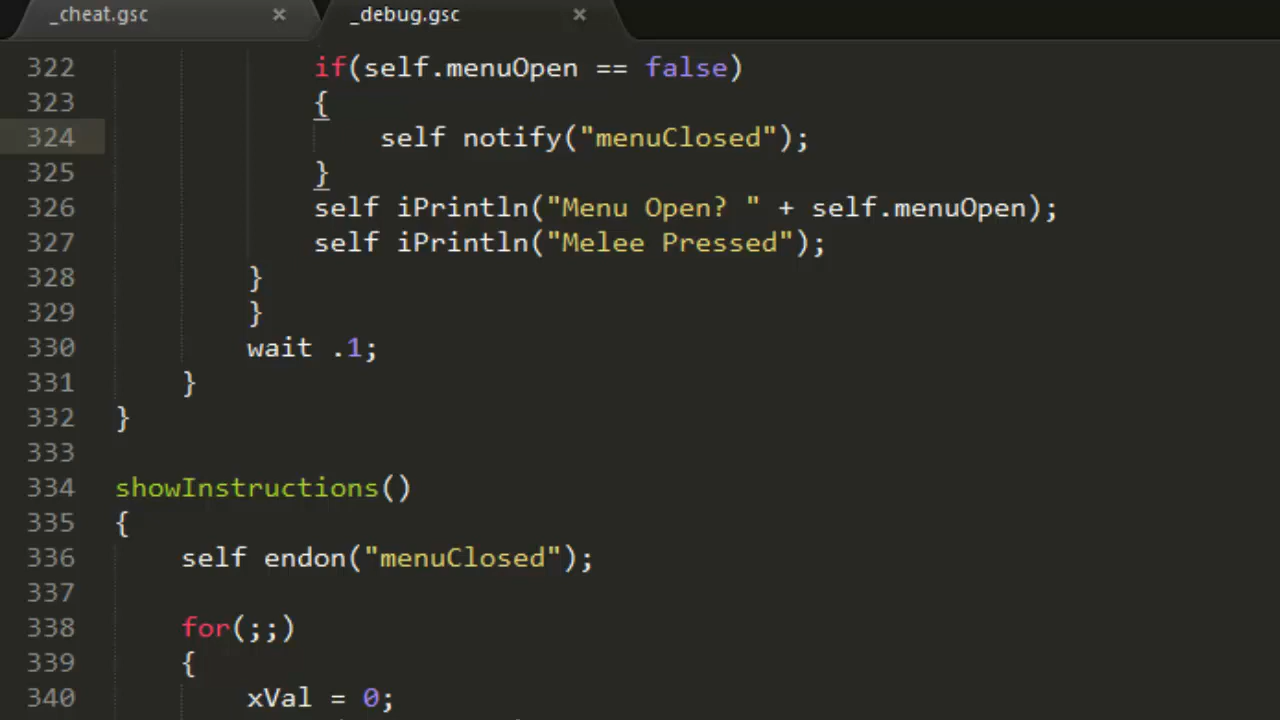 _cheat.gsc × _debug.gsc ×
322 if(self.menuOpen == false)
323 {
324 self notify("menuClosed");
325 }
326 self iPrintln("Menu Open? " + self.menuOpen);
327 self iPrintln("Melee Pressed");
328 }
329 }
330 wait .1;
331 }
332 }
333
334 showInstructions()
335 {
336 self endon("menuClosed");
337
338 for(;;)
339 {
340 xVal = 0;